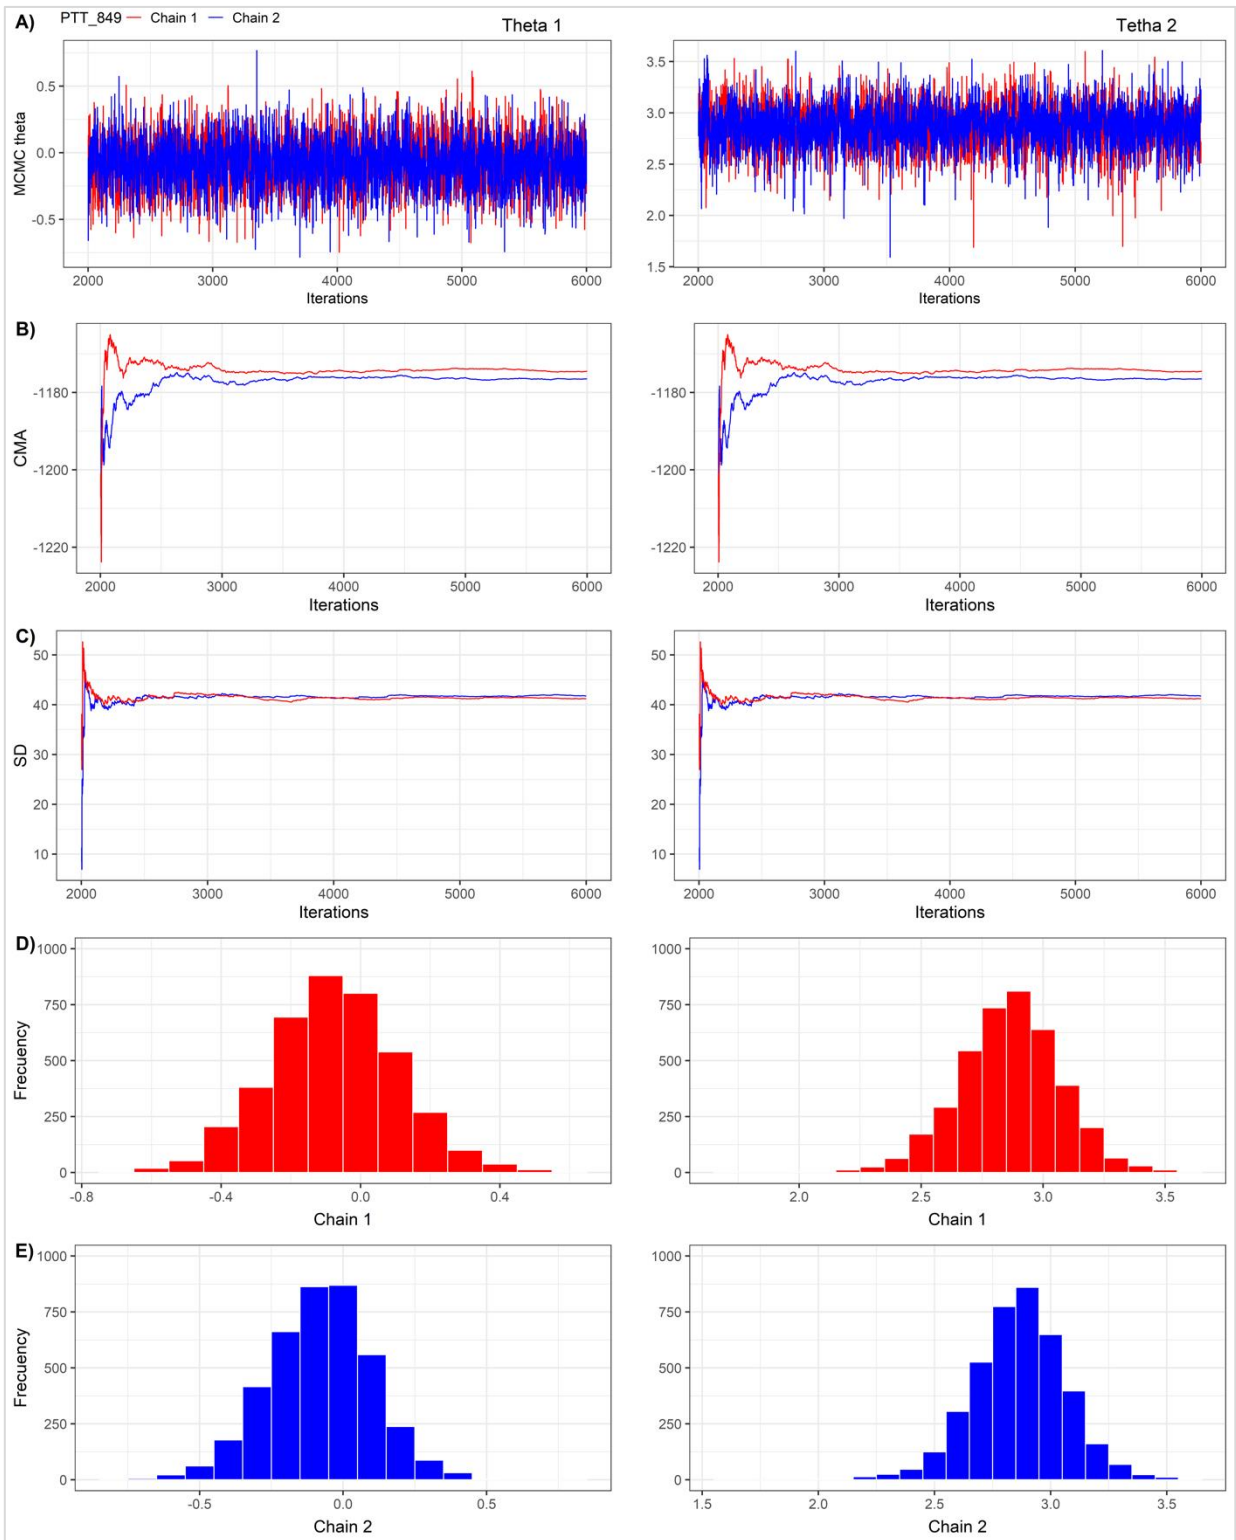 A) PTT_849 Chain 1 Chain 2 Theta 1 Tetha 2
MCMC theta
0.5
0.0
-0.5
2000 3000 4000 5000 6000
Iterations
3.5
3.0
2.5
2.0
1.5
2000 3000 4000 5000 6000
Iterations
B)
CMA
-1180
-1200
-1220
2000 3000 4000 5000 6000
Iterations
-1180
-1200
-1220
2000 3000 4000 5000 6000
Iterations
C)
SD
50
40
30
20
10
2000 3000 4000 5000 6000
Iterations
50
40
30
20
10
2000 3000 4000 5000 6000
Iterations
D)
Frecuency
1000
750
500
250
0
-0.8 -0.4 0.0 0.4
Chain 1
1000
750
500
250
0
2.0 2.5 3.0 3.5
Chain 1
E)
Frecuency
1000
750
500
250
0
-0.5 0.0 0.5
Chain 2
1000
750
500
250
0
1.5 2.0 2.5 3.0 3.5
Chain 2